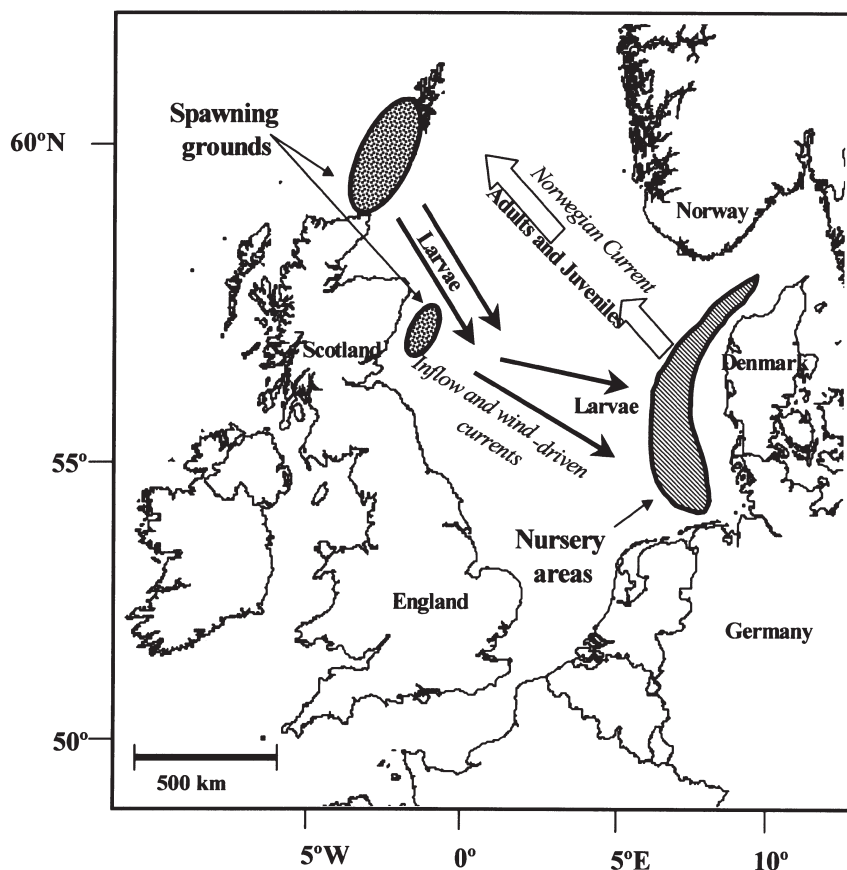 Spawning
grounds
60ºN
Norwegian Current
Adults and Juveniles
Norway
Larvae
Scotland
Denmark
Inflow and wind-driven
currents
Larvae
55º
Nursery
areas
England
Germany
50º
500 km
5ºW
0º
5ºE
10º